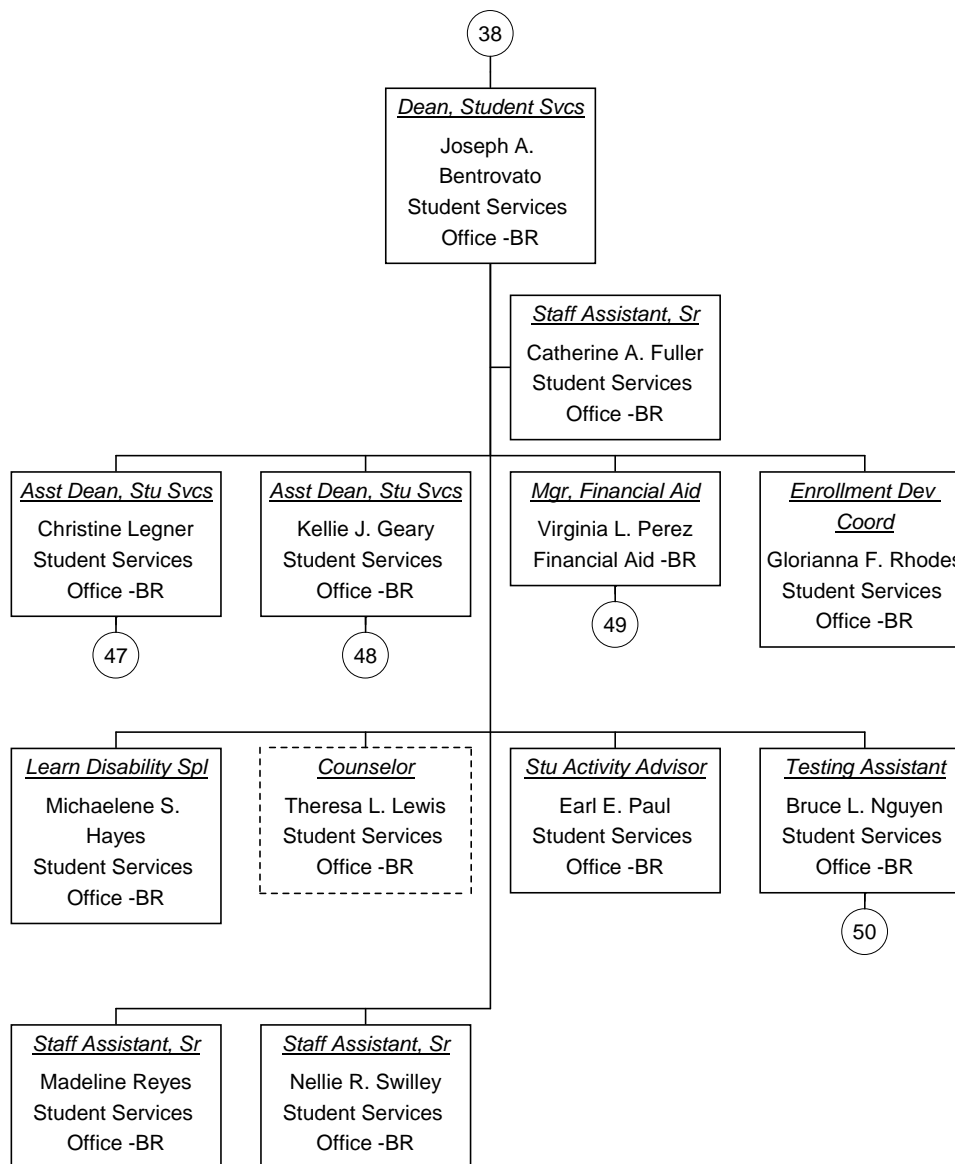 38
Dean, Student Svcs
Joseph A.
Bentrovato
Student Services
Office -BR
Staff Assistant, Sr
Catherine A. Fuller
Student Services
Office -BR
Asst Dean, Stu Svcs
Christine Legner
Student Services
Office -BR
47
Asst Dean, Stu Svcs
Kellie J. Geary
Student Services
Office -BR
48
Mgr, Financial Aid
Virginia L. Perez
Financial Aid -BR
49
Enrollment Dev
Coord
Glorianna F. Rhodes
Student Services
Office -BR
Learn Disability Spl
Michaelene S.
Hayes
Student Services
Office -BR
Counselor
Theresa L. Lewis
Student Services
Office -BR
Stu Activity Advisor
Earl E. Paul
Student Services
Office -BR
Testing Assistant
Bruce L. Nguyen
Student Services
Office -BR
50
Staff Assistant, Sr
Madeline Reyes
Student Services
Office -BR
Staff Assistant, Sr
Nellie R. Swilley
Student Services
Office -BR